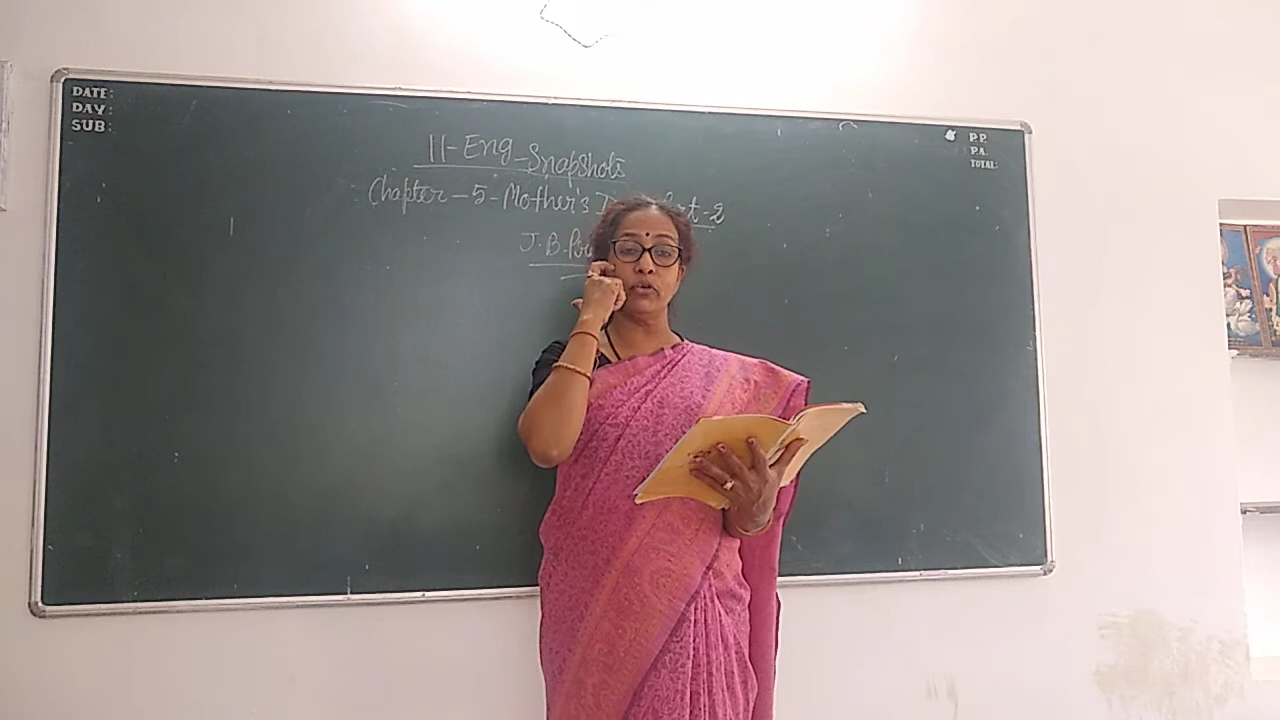 DATE:
DAY:
SUB:
P.P.
P.A.
TOTAL:
11-Eng-Snapshots
Chapter-5-Mother's
-2
J.B.